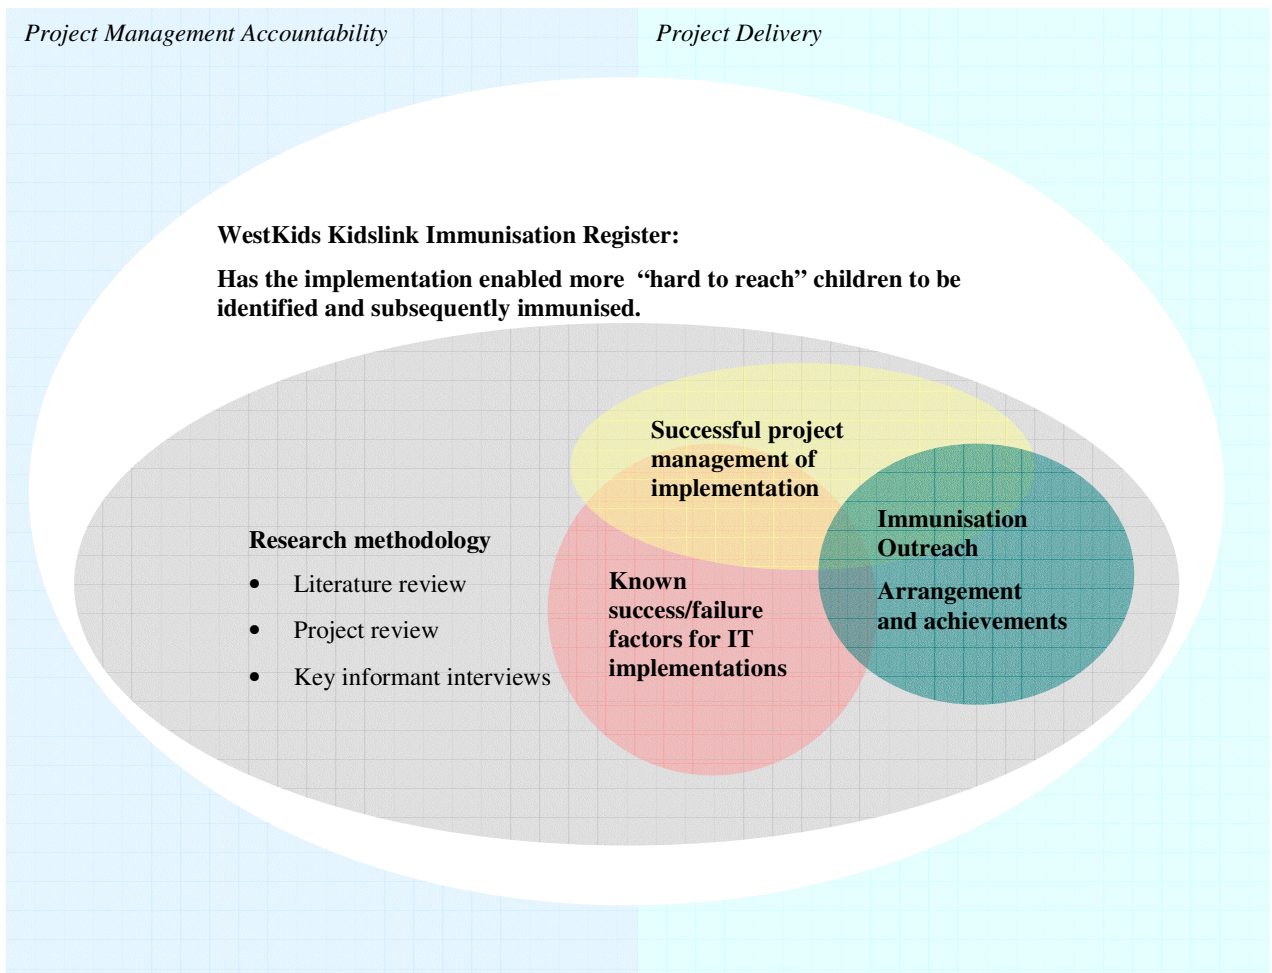 Project Management Accountability
Project Delivery
WestKids Kidslink Immunisation Register:
Has the implementation enabled more “hard to reach” children to be
identified and subsequently immunised.
Successful project
management of
implementation
Immunisation
Outreach
Arrangement
and achievements
Research methodology
• Literature review
• Project review
• Key informant interviews
Known
success/failure
factors for IT
implementations